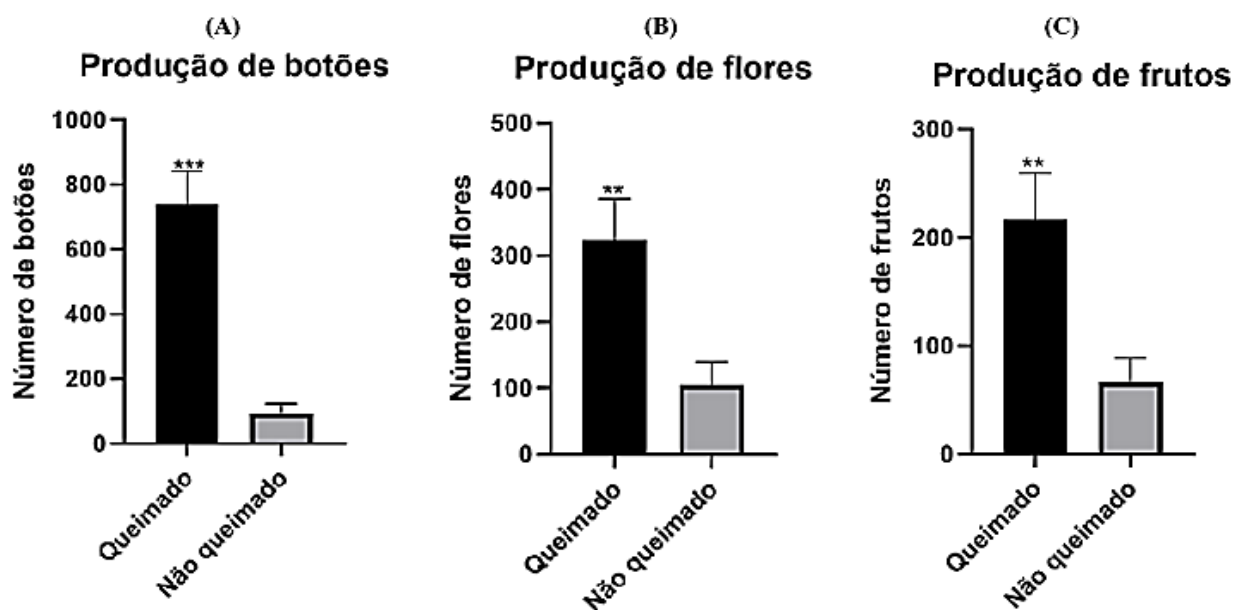 (A)
Produção de botões
Número de botões
1000
800
600
400
200
0
***
Queimado
Não queimado
(B)
Produção de flores
Número de flores
500
400
300
200
100
0
**
Queimado
Não queimado
(C)
Produção de frutos
Número de frutos
300
200
100
0
**
Queimado
Não queimado